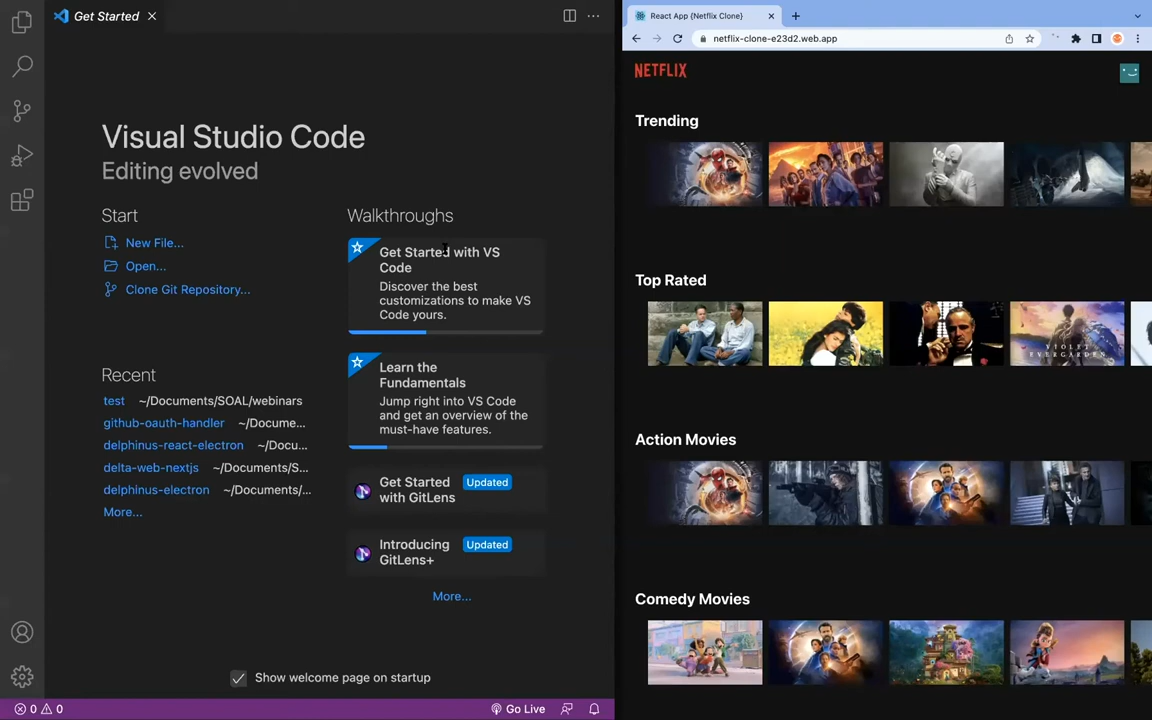 Get Started
Visual Studio Code
Editing evolved
Start
New File...
Open...
Clone Git Repository...
Recent
test ~/Documents/SOAL/webinars
github-oauth-handler ~/Docume...
delphinus-react-electron ~/Docu...
delta-web-nextjs ~/Documents/S...
delphinus-electron ~/Documents/...
More...
Walkthroughs
Get Started with VS
Code
Discover the best
customizations to make VS
Code yours.
Learn the
Fundamentals
Jump right into VS Code
and get an overview of the
must-have features.
Get Started
with GitLens
Updated
Introducing
GitLens+
Updated
More...
Show welcome page on startup
0 0
Go Live
React App {Netflix Clone}
netflix-clone-e23d2.web.app
NETFLIX
Trending
Top Rated
VIOLET
EVERGARDEN
Action Movies
Comedy Movies